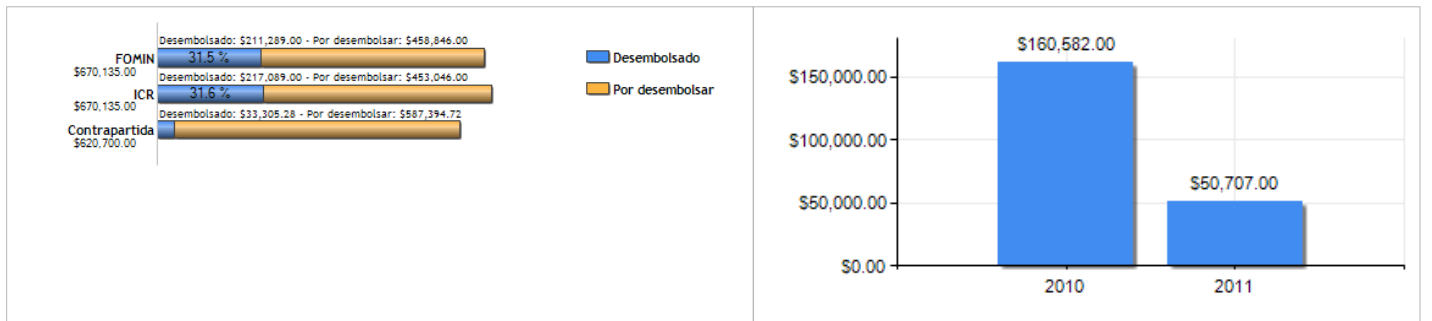 Desembolsado: $211,289.00 - Por desembolsar: $458,846.00
FOMIN
31.5 %
$670,135.00
Desembolsado: $217,089.00 - Por desembolsar: $453,046.00
ICR
31.6 %
$670,135.00
Desembolsado: $33,305.28 - Por desembolsar: $587,394.72
Contrapartida
$620,700.00
Desembolsado
Por desembolsar
$160,582.00
$150,000.00
$100,000.00
$50,707.00
$50,000.00
$0.00
2010
2011